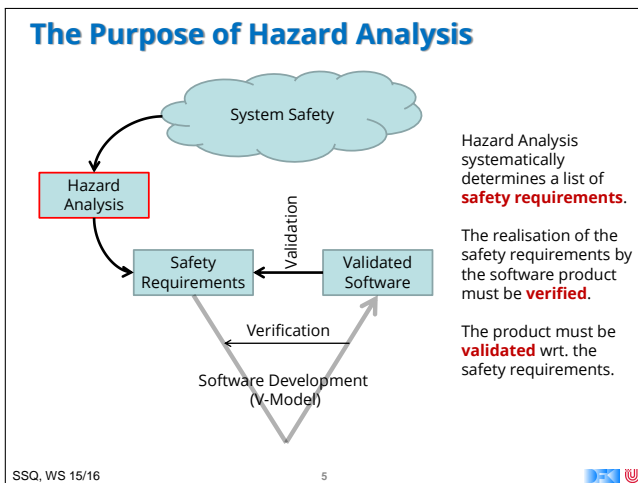 The Purpose of Hazard Analysis
System Safety
Hazard
Analysis
Safety
Requirements
Validation
Validated
Software
Verification
Software Development
(V-Model)
Hazard Analysis
systematically
determines a list of
safety requirements.
The realisation of the
safety requirements by
the software product
must be verified.
The product must be
validated wrt. the
safety requirements.
SSQ, WS 15/16
5